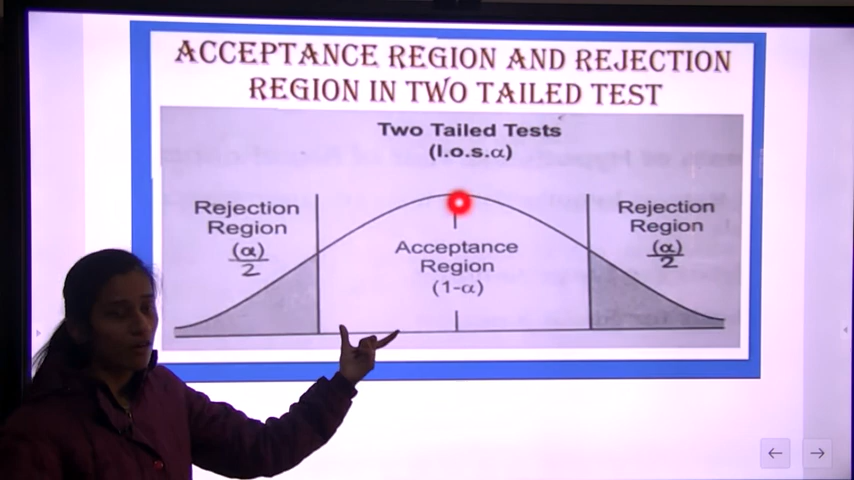 ACCEPTANCE REGION AND REJECTION
REGION IN TWO TAILED TEST
Two Tailed Tests
(l.o.s.α)
Rejection
Region
(α)
2
Acceptance
Region
(1-α)
Rejection
Region
(α)
2